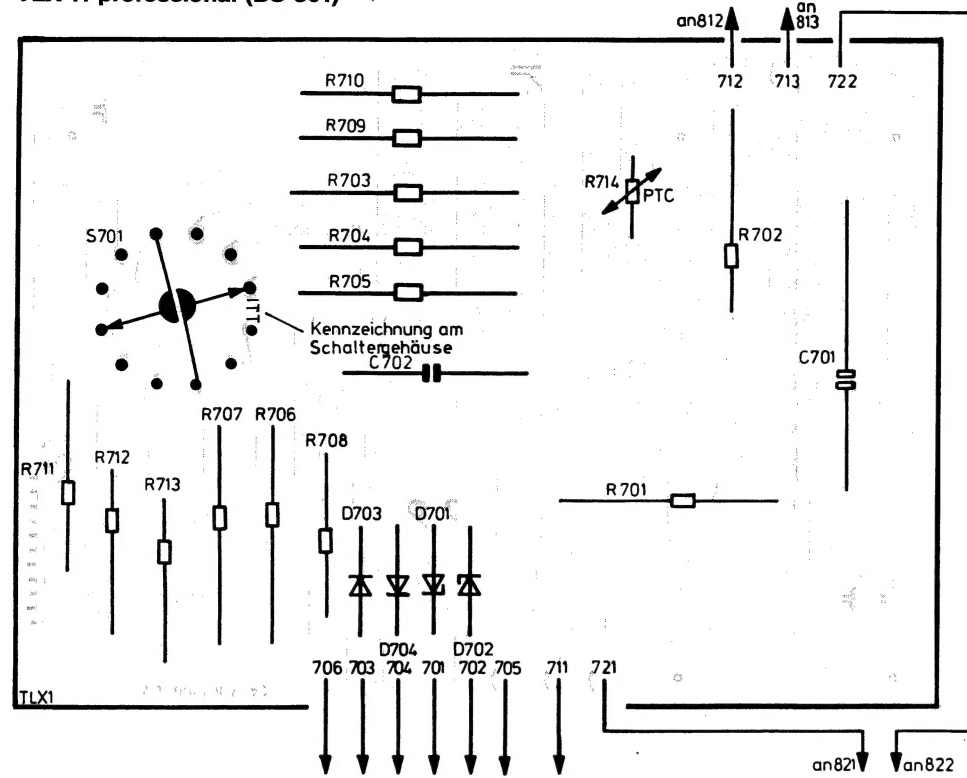 an812
an
813
712
713
722
R710
R709
R703
R704
R705
R714
PTC
R702
S701
ITT
Kennzeichnung am
Schaltergehäuse
C702
C701
R707
R706
R708
R711
R712
R713
R701
D703
D701
D704
D702
706
703
704
701
702
705
711
721
TLX1
an821
an822